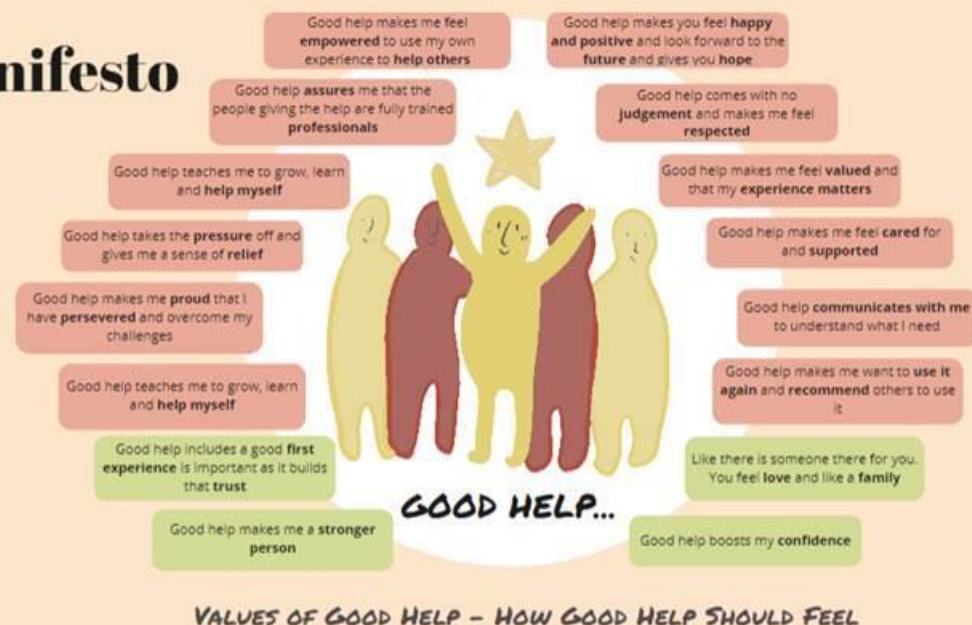 nifesto
Good help makes me feel
empowered to use my own
experience to help others
Good help makes you feel happy
and positive and look forward to the
future and gives you hope
Good help assures me that the
people giving the help are fully trained
professionals
Good help comes with no
judgement and makes me feel
respected
Good help teaches me to grow, learn
and help myself
Good help makes me feel valued and
that my experience matters
Good help takes the pressure off and
gives me a sense of relief
Good help makes me feel cared for
and supported
Good help makes me proud that I
have persevered and overcome my
challenges
Good help communicates with me
to understand what I need
Good help teaches me to grow, learn
and help myself
Good help makes me want to use it
again and recommend others to use
it
Good help includes a good first
experience is important as it builds
that trust
Like there is someone there for you.
You feel love and like a family
Good help makes me a stronger
person
Good help boosts my confidence
GOOD HELP...
VALUES OF GOOD HELP - HOW GOOD HELP SHOULD FEEL